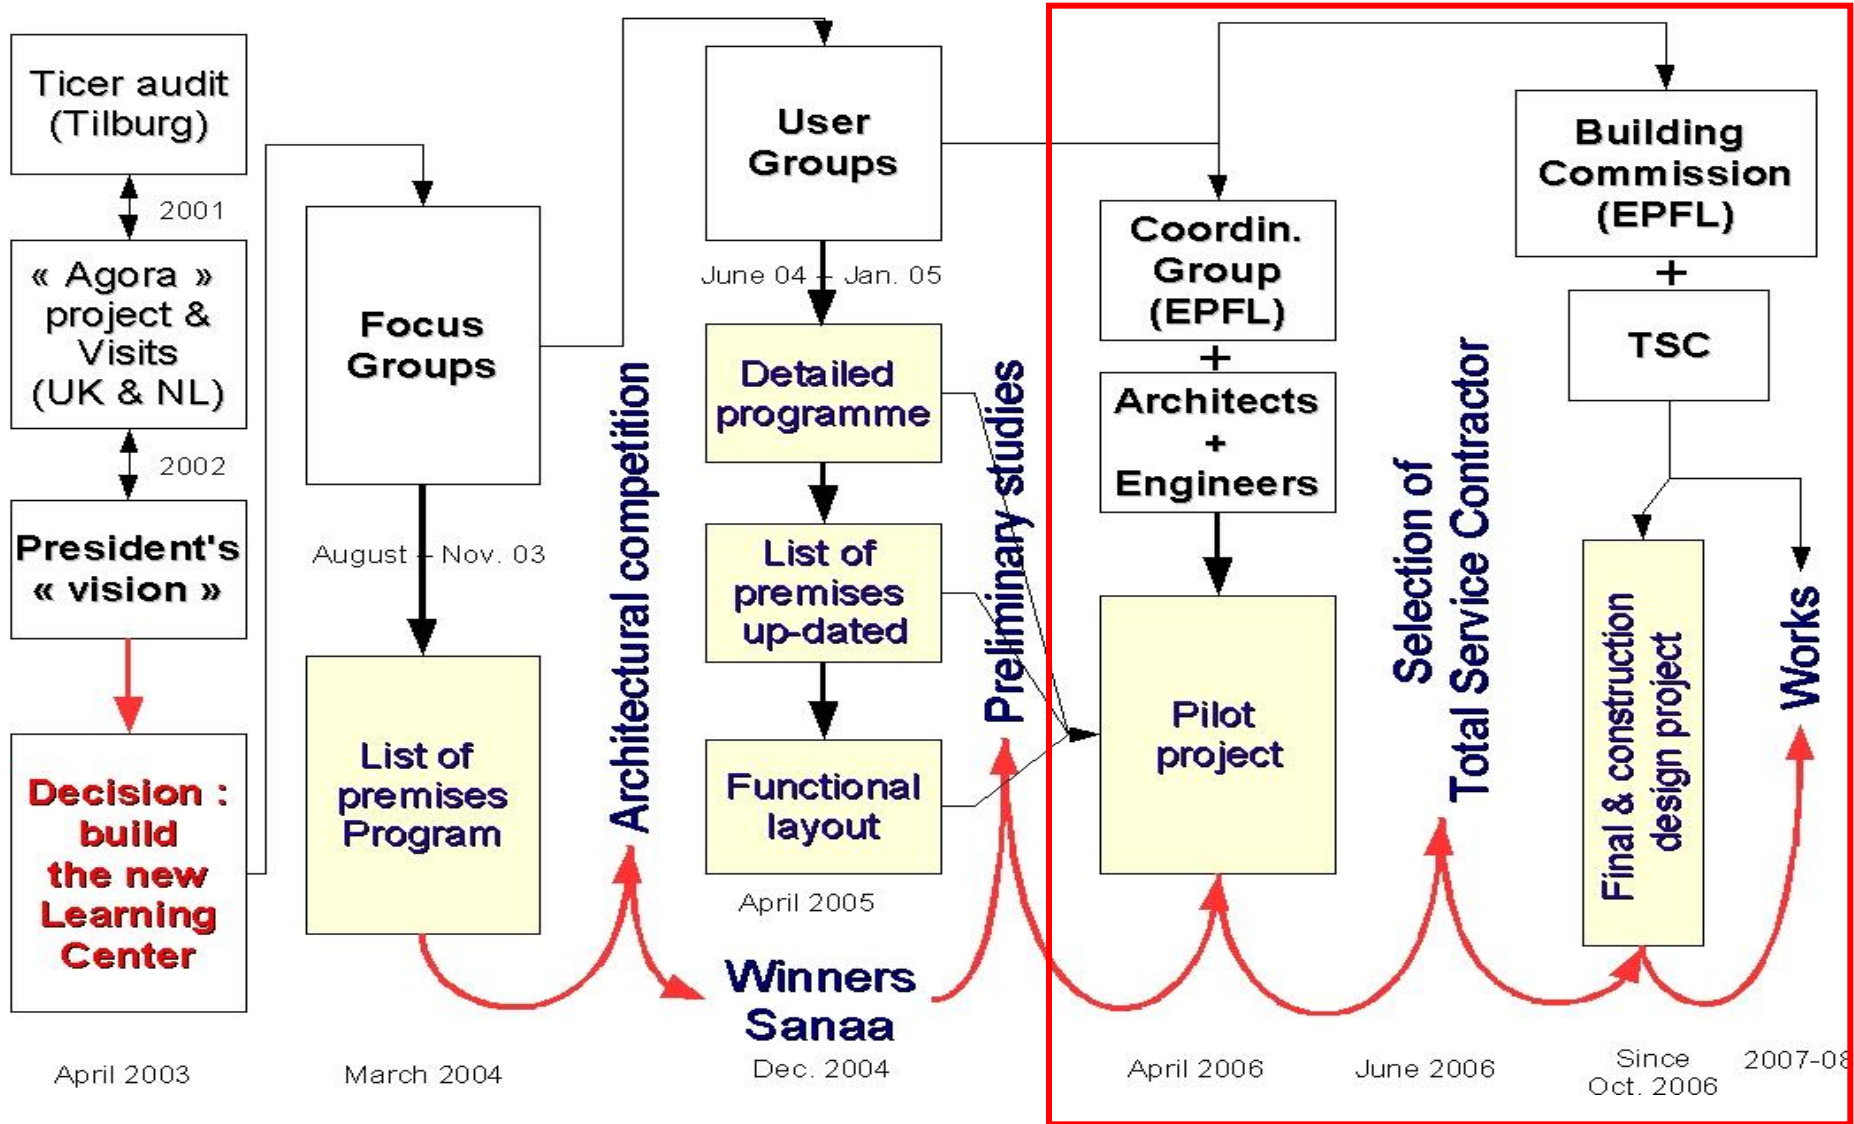 Ticer audit
(Tilburg)
2001
« Agora »
project &
Visits
(UK & NL)
2002
President's
« vision »
Decision :
build
the new
Learning
Center
April 2003
Focus
Groups
August – Nov. 03
List of
premises
Program
March 2004
Architectural competition
User
Groups
June 04 – Jan. 05
Detailed
programme
List of
premises
up-dated
Functional
layout
April 2005
Winners
Sanaa
Dec. 2004
Preliminary studies
Coordin.
Group
(EPFL)
+
Architects
+
Engineers
Pilot
project
April 2006
Selection of
Total Service Contractor
June 2006
Building
Commission
(EPFL)
+
TSC
Final & construction
design project
Since
Oct. 2006
Works
2007-08